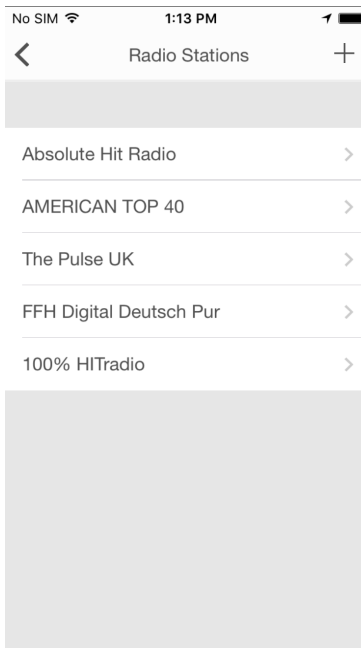 No SIM
1:13 PM
Radio Stations
Absolute Hit Radio
AMERICAN TOP 40
The Pulse UK
FFH Digital Deutsch Pur
100% HITradio